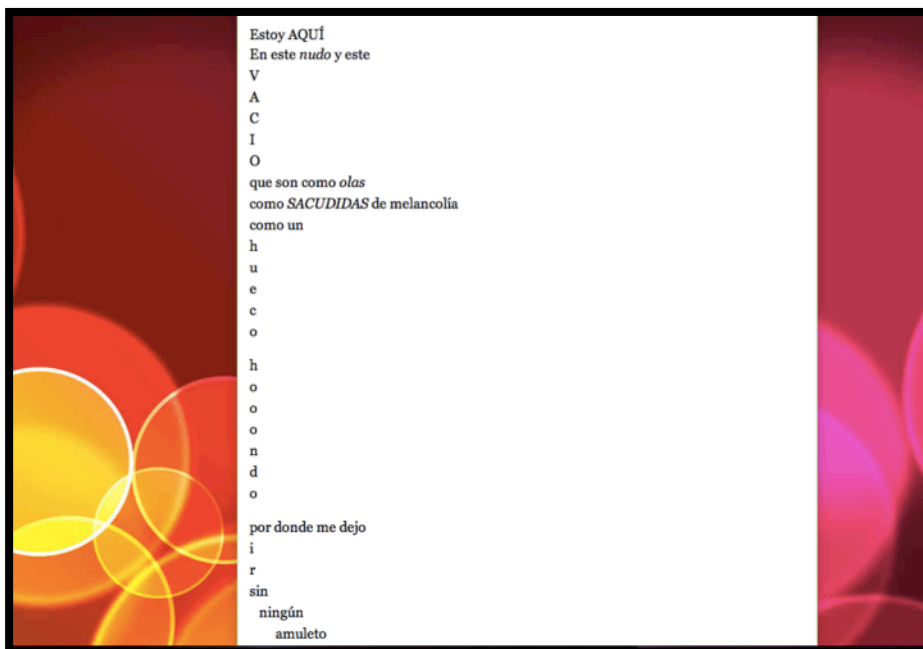 Estoy AQUÍ
En este nudo y este
V
A
C
I
O
que son como olas
como SACUDIDAS de melancolía
como un
h
u
e
c
o
h
o
o
o
n
d
o
por donde me dejo
i
r
sin
ningún
amuleto